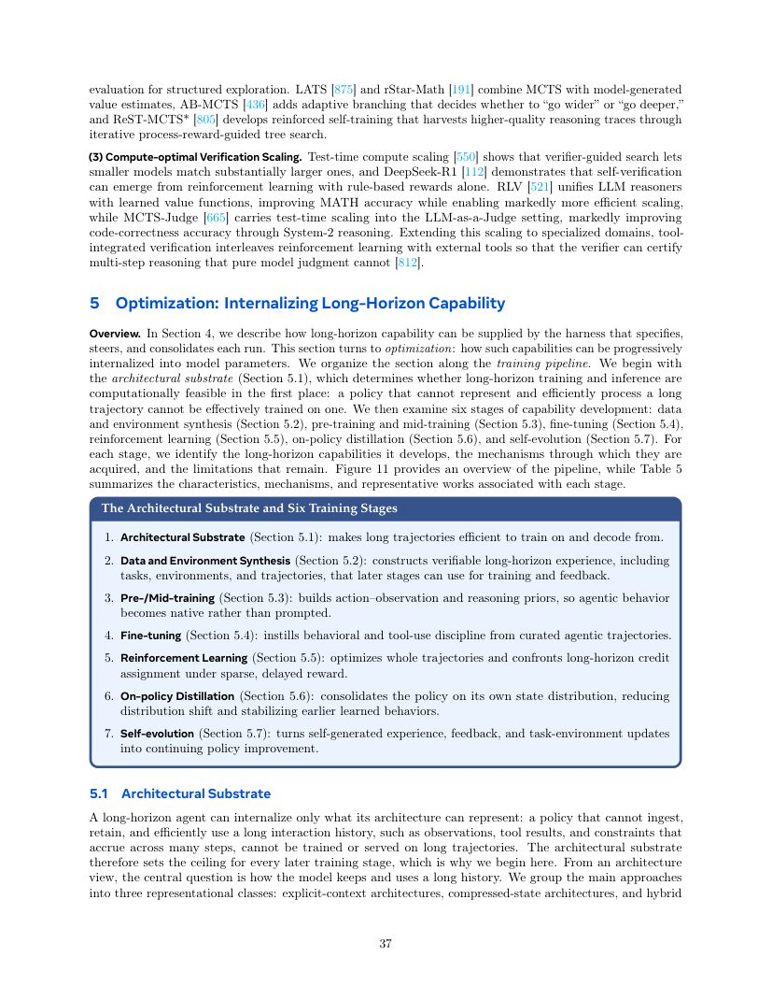 evaluation for structured exploration. LATS [875] and rStar-Math [191] combine MCTS with model-generated
value estimates, AB-MCTS [436] adds adaptive branching that decides whether to “go wider” or “go deeper,”
and ReST-MCTS* [805] develops reinforced self-training that harvests higher-quality reasoning traces through
iterative process-reward-guided tree search.
(3) Compute-optimal Verification Scaling. Test-time compute scaling [550] shows that verifier-guided search lets
smaller models match substantially larger ones, and DeepSeek-R1 [112] demonstrates that self-verification
can emerge from reinforcement learning with rule-based rewards alone. RLV [521] unifies LLM reasoners
with learned value functions, improving MATH accuracy while enabling markedly more efficient scaling,
while MCTS-Judge [665] carries test-time scaling into the LLM-as-a-Judge setting, markedly improving
code-correctness accuracy through System-2 reasoning. Extending this scaling to specialized domains, tool-
integrated verification interleaves reinforcement learning with external tools so that the verifier can certify
multi-step reasoning that pure model judgment cannot [812].
5 Optimization: Internalizing Long-Horizon Capability
Overview. In Section 4, we describe how long-horizon capability can be supplied by the harness that specifies,
steers, and consolidates each run. This section turns to optimization: how such capabilities can be progressively
internalized into model parameters. We organize the section along the training pipeline. We begin with
the architectural substrate (Section 5.1), which determines whether long-horizon training and inference are
computationally feasible in the first place: a policy that cannot represent and efficiently process a long
trajectory cannot be effectively trained on one. We then examine six stages of capability development: data
and environment synthesis (Section 5.2), pre-training and mid-training (Section 5.3), fine-tuning (Section 5.4),
reinforcement learning (Section 5.5), on-policy distillation (Section 5.6), and self-evolution (Section 5.7). For
each stage, we identify the long-horizon capabilities it develops, the mechanisms through which they are
acquired, and the limitations that remain. Figure 11 provides an overview of the pipeline, while Table 5
summarizes the characteristics, mechanisms, and representative works associated with each stage.
The Architectural Substrate and Six Training Stages
1. Architectural Substrate (Section 5.1): makes long trajectories efficient to train on and decode from.
2. Data and Environment Synthesis (Section 5.2): constructs verifiable long-horizon experience, including
tasks, environments, and trajectories, that later stages can use for training and feedback.
3. Pre-/Mid-training (Section 5.3): builds action–observation and reasoning priors, so agentic behavior
becomes native rather than prompted.
4. Fine-tuning (Section 5.4): instills behavioral and tool-use discipline from curated agentic trajectories.
5. Reinforcement Learning (Section 5.5): optimizes whole trajectories and confronts long-horizon credit
assignment under sparse, delayed reward.
6. On-policy Distillation (Section 5.6): consolidates the policy on its own state distribution, reducing
distribution shift and stabilizing earlier learned behaviors.
7. Self-evolution (Section 5.7): turns self-generated experience, feedback, and task-environment updates
into continuing policy improvement.
5.1 Architectural Substrate
A long-horizon agent can internalize only what its architecture can represent: a policy that cannot ingest,
retain, and efficiently use a long interaction history, such as observations, tool results, and constraints that
accrue across many steps, cannot be trained or served on long trajectories. The architectural substrate
therefore sets the ceiling for every later training stage, which is why we begin here. From an architecture
view, the central question is how the model keeps and uses a long history. We group the main approaches
into three representational classes: explicit-context architectures, compressed-state architectures, and hybrid
37